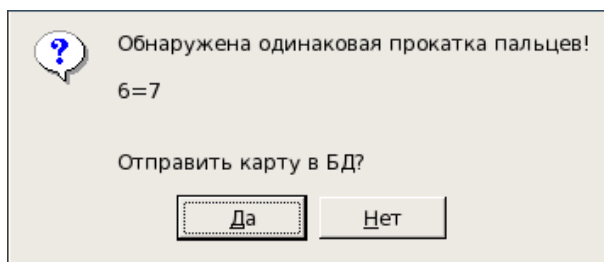 Обнаружена одинаковая прокатка пальцев!
6=7
Отправить карту в БД?
Да
Нет